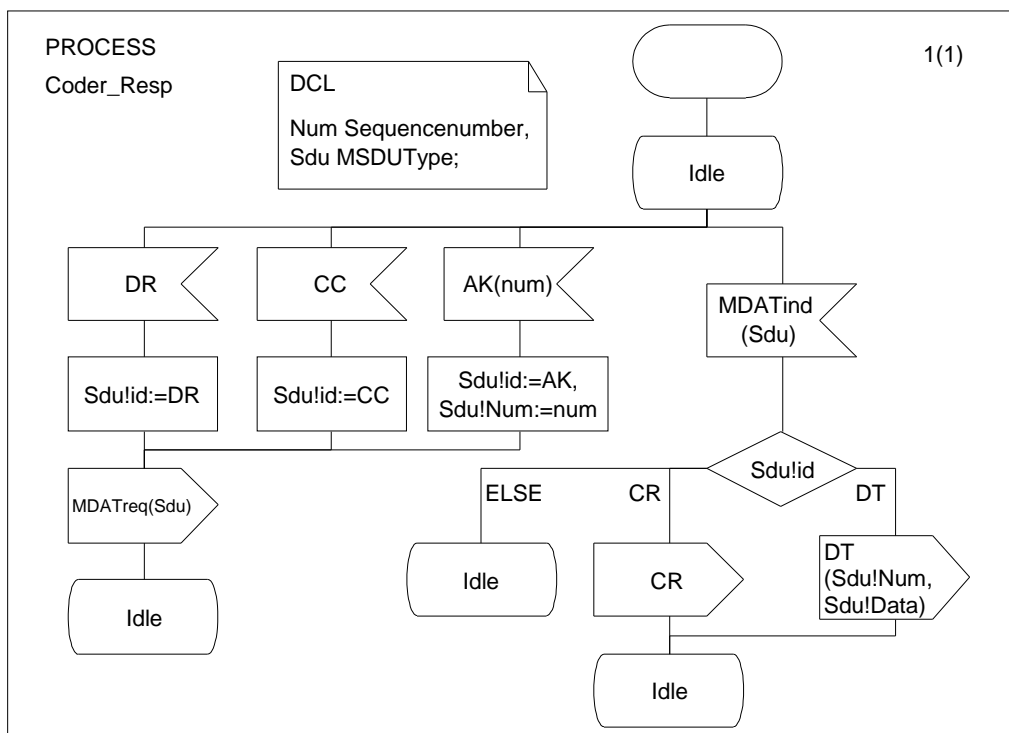 PROCESS
Coder_Resp
1(1)
DCL
Num Sequencenumber,
Sdu MSDUType;
Idle
DR
CC
AK(num)
MDATind
(Sdu)
Sdu!id:=DR
Sdu!id:=CC
Sdu!id:=AK,
Sdu!Num:=num
Sdu!id
ELSE
CR
DT
MDATreq(Sdu)
Idle
Idle
CR
DT
(Sdu!Num,
Sdu!Data)
Idle